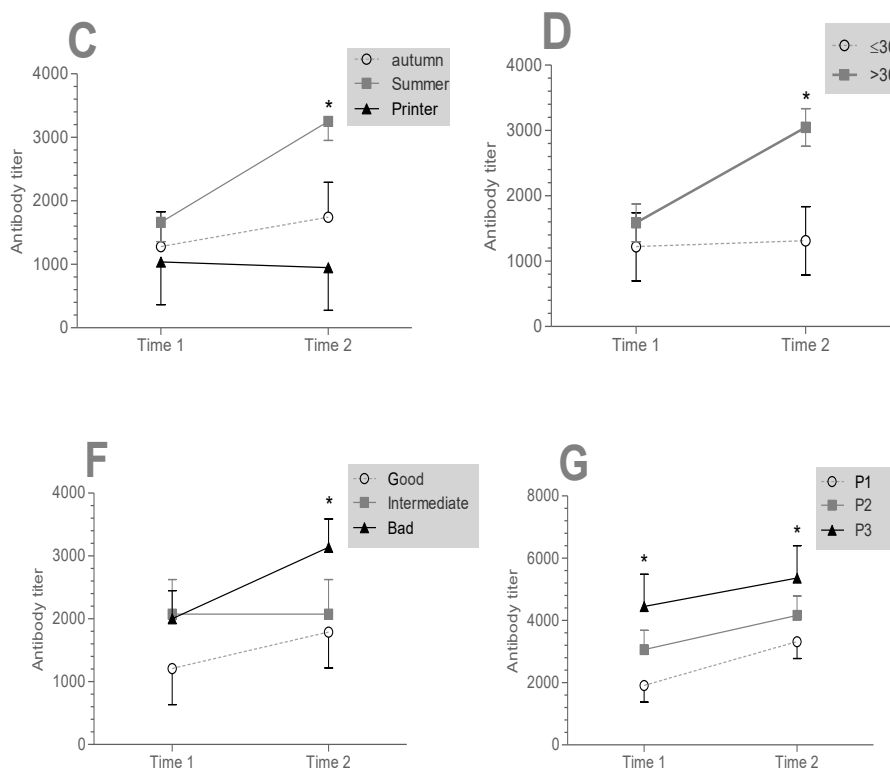 C
autumn
Summer
Printer
4000
3000
2000
1000
0
Antibody titer
*
Time 1
Time 2
D
≤30
>30
4000
3000
2000
1000
0
Antibody titer
*
Time 1
Time 2
F
Good
Intermediate
Bad
4000
3000
2000
1000
0
Antibody titer
*
Time 1
Time 2
G
P1
P2
P3
8000
6000
4000
2000
0
Antibody titer
*
*
Time 1
Time 2